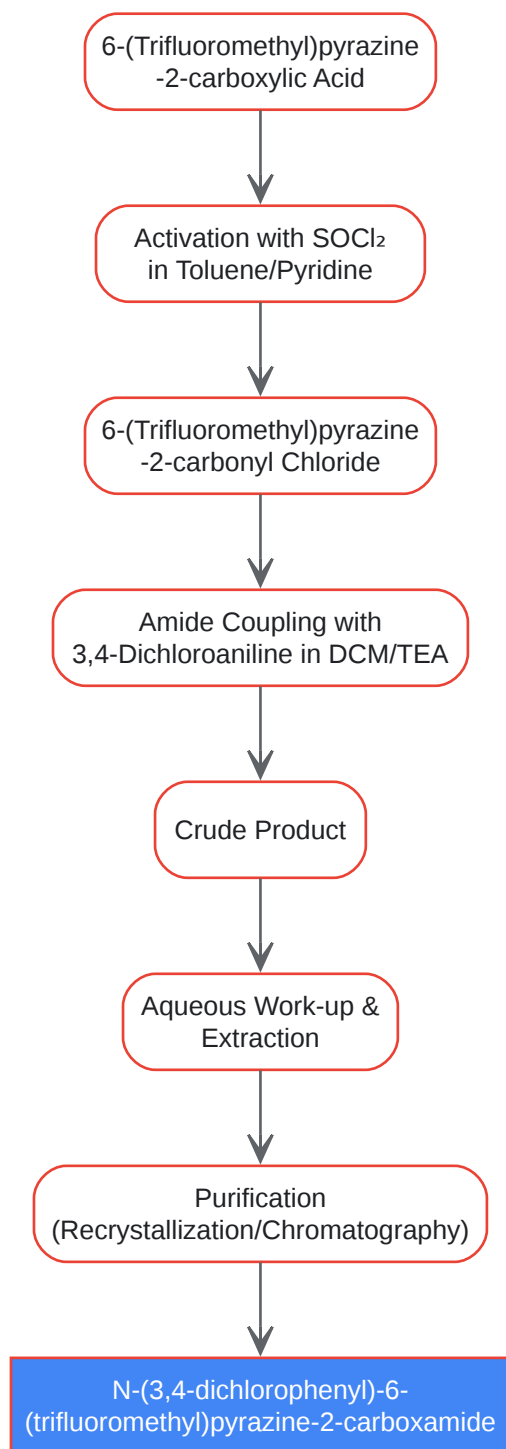 6-(Trifluoromethyl)pyrazine
-2-carboxylic Acid
Activation with SOCl₂
in Toluene/Pyridine
6-(Trifluoromethyl)pyrazine
-2-carbonyl Chloride
Amide Coupling with
3,4-Dichloroaniline in DCM/TEA
Crude Product
Aqueous Work-up &
Extraction
Purification
(Recrystallization/Chromatography)
N-(3,4-dichlorophenyl)-6-
(trifluoromethyl)pyrazine-2-carboxamide